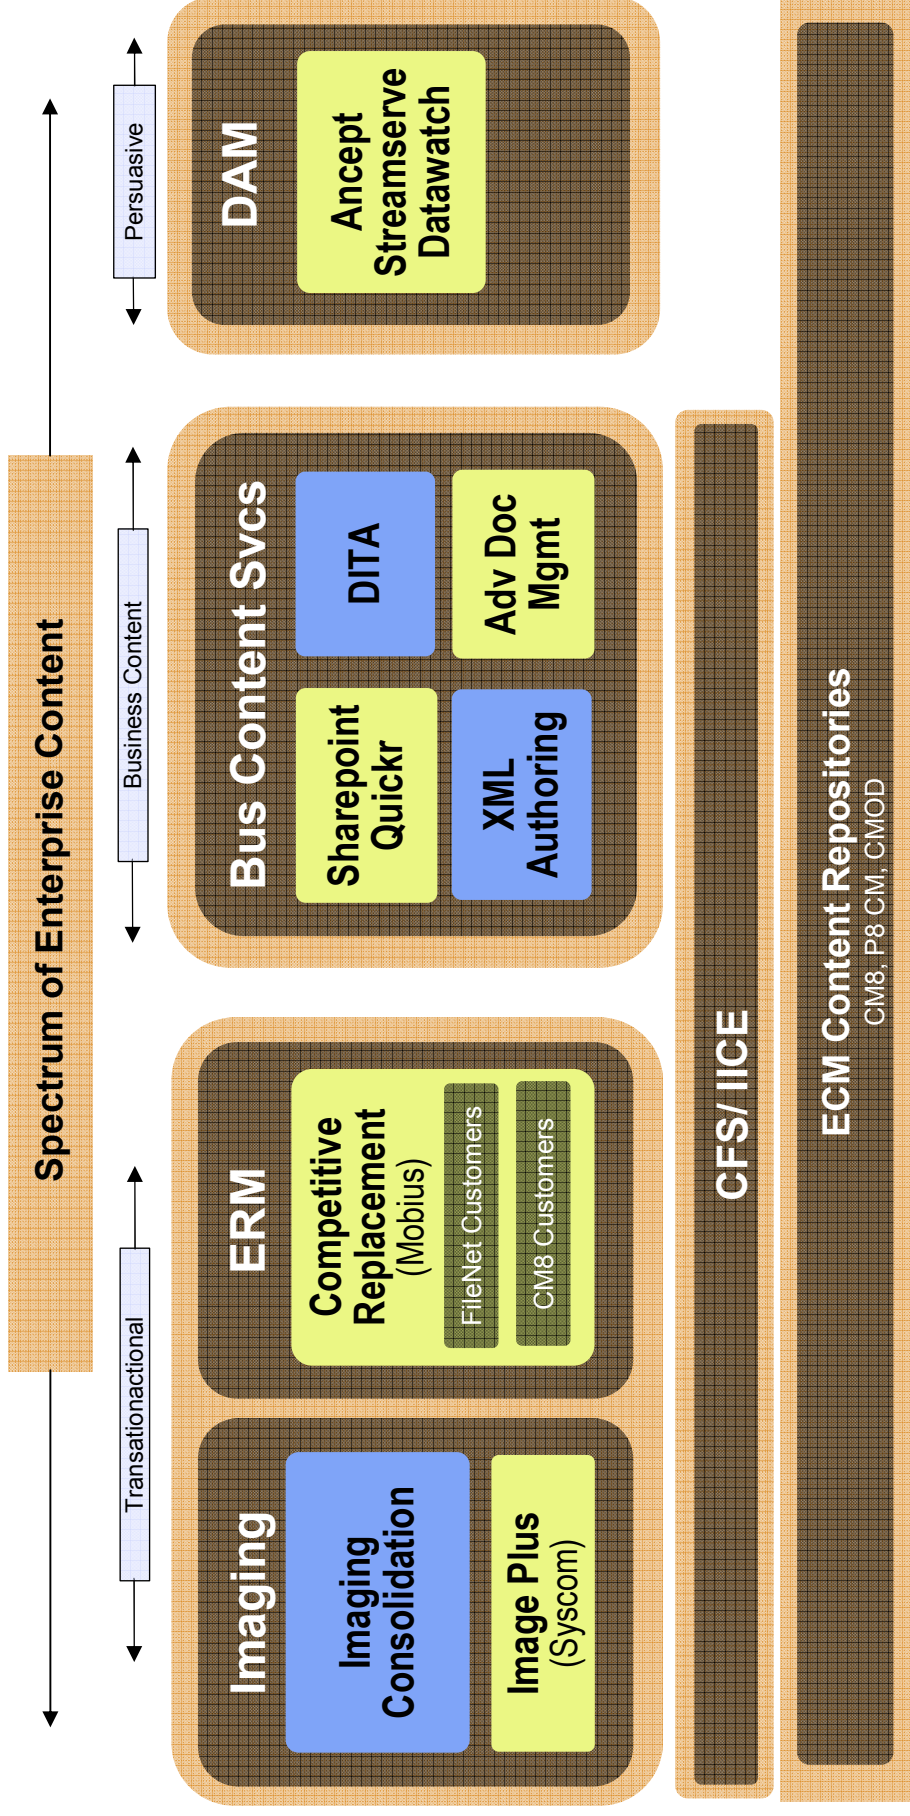 Spectrum of Enterprise Content
Transationactional
Business Content
Persuasive
Imaging
Imaging
Consolidation
Image Plus
(Syscom)
ERM
Competitive
Replacement
(Mobius)
FileNet Customers
CM8 Customers
Bus Content Svcs
Sharepoint
Quickr
DITA
XML
Authoring
Adv Doc
Mgmt
DAM
Ancept
Streamserve
Datawatch
CFS/ IICE
ECM Content Repositories
CM8, P8 CM, CMOD